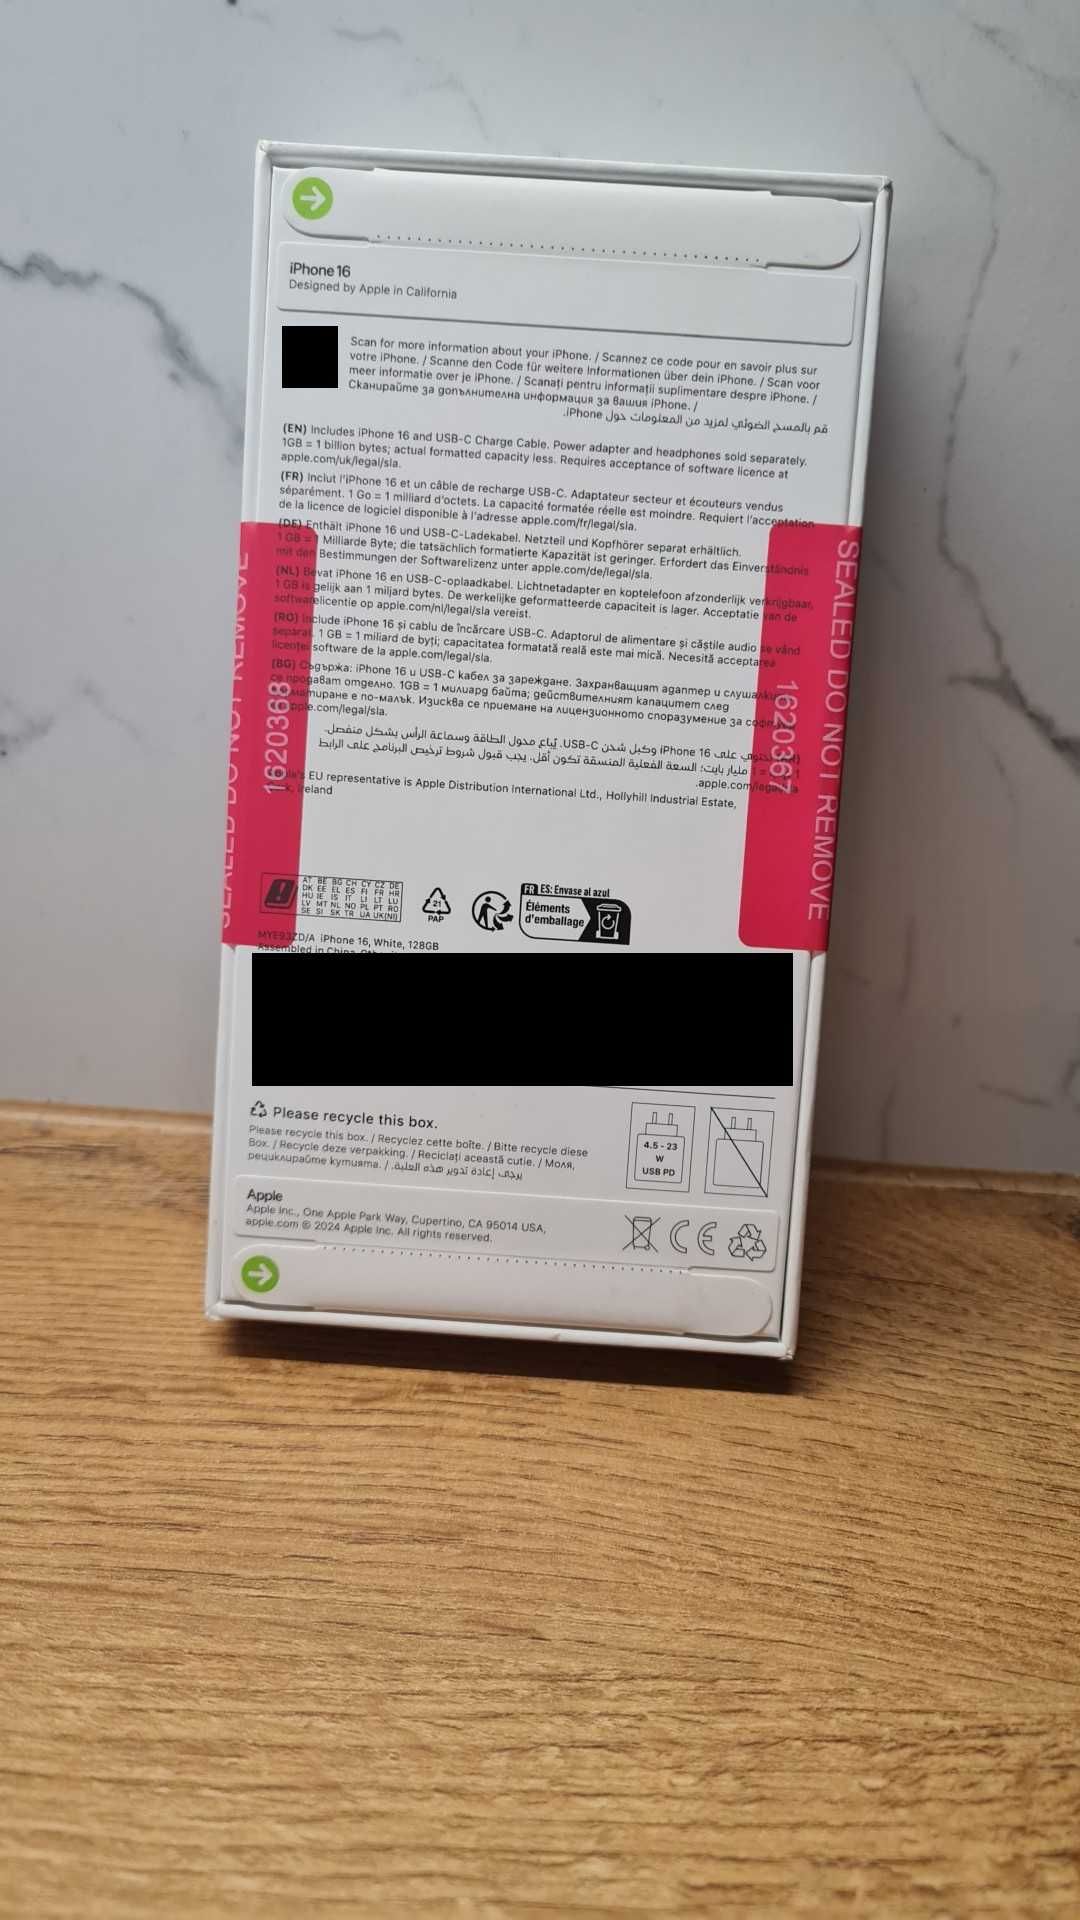 iPhone 16
Designed by Apple in California
Scan for more information about your iPhone. / Scannez ce code pour en savoir plus sur
votre iPhone. / Scanne den Code für weitere Informationen über dein iPhone. / Scan voor
meer informatie over je iPhone. / Scanați pentru informații suplimentare despre iPhone. /
Сканирайте за допълнителна информация за вашия iPhone. /
قم بالمسح الضوئي لمزيد من المعلومات حول iPhone.
(EN) Includes iPhone 16 and USB-C Charge Cable. Power adapter and headphones sold separately.
1GB = 1 billion bytes; actual formatted capacity less. Requires acceptance of software licence at
apple.com/uk/legal/sla.
(FR) Inclut l'iPhone 16 et un câble de recharge USB-C. Adaptateur secteur et écouteurs vendus
séparément. 1 Go = 1 milliard d'octets. La capacité formatée réelle est moindre. Requiert l'acceptation
de la licence de logiciel disponible à l'adresse apple.com/fr/legal/sla.
(DE) Enthält iPhone 16 und USB-C-Ladekabel. Netzteil und Kopfhörer separat erhältlich.
1 GB = 1 Milliarde Byte; die tatsächlich formatierte Kapazität ist geringer. Erfordert das Einverständnis
mit den Bestimmungen der Softwarelizenz unter apple.com/de/legal/sla.
(NL) Bevat iPhone 16 en USB-C-oplaadkabel. Lichtnetadapter en koptelefoon afzonderlijk verkrijgbaar.
1 GB is gelijk aan 1 miljard bytes. De werkelijke geformatteerde capaciteit is lager. Acceptatie van de
softwarelicentie op apple.com/nl/legal/sla vereist.
(RO) Include iPhone 16 și cablu de încărcare USB-C. Adaptorul de alimentare și căștile audio se vând
separat. 1 GB = 1 miliard de byți; capacitatea formatată reală este mai mică. Necesită acceptarea
licenței software de la apple.com/legal/sla.
(BG) Съдържа: iPhone 16 и USB-C кабел за зареждане. Захранващият адаптер и слушалки
се продават отделно. 1GB = 1 милиард байта; действителният капацитет след
форматиране е по-малък. Изисква се приемане на лицензионното споразумение за
apple.com/legal/sla.
تحتوي على iPhone 16 وكبل شحن USB-C. يُباع محول الطاقة وسماعة الرأس بشكل منفصل.
= 1 مليار بايت؛ السعة الفعلية المنسقة تكون أقل. يجب قبول شروط ترخيص البرنامج على الرابط
apple.com/legal/sla.
Apple's EU representative is Apple Distribution International Ltd., Hollyhill Industrial Estate,
Cork, Ireland
SEALED DO NOT REMOVE
1620368
SEALED DO NOT REMOVE
1620367
AT BE BG CH CY CZ DE
DK EE EL ES FI FR HR
HU IE IS IT LI LT LU
LV MT NL NO PL PT RO
SE SI SK TR UA UK(NI)
21
PAP
FR ES: Envase al azul
Éléments
d'emballage
MYE93ZD/A iPhone 16, White, 128GB
Assembled in China.
Please recycle this box.
Please recycle this box. / Recyclez cette boîte. / Bitte recycle diese
Box. / Recycle deze verpakking. / Reciclați această cutie. / Моля,
рециклирайте кутията. / يرجى إعادة تدوير هذه العلبة.
4.5 - 23
W
USB PD
Apple
Apple Inc., One Apple Park Way, Cupertino, CA 95014 USA,
apple.com © 2024 Apple Inc. All rights reserved.
CE